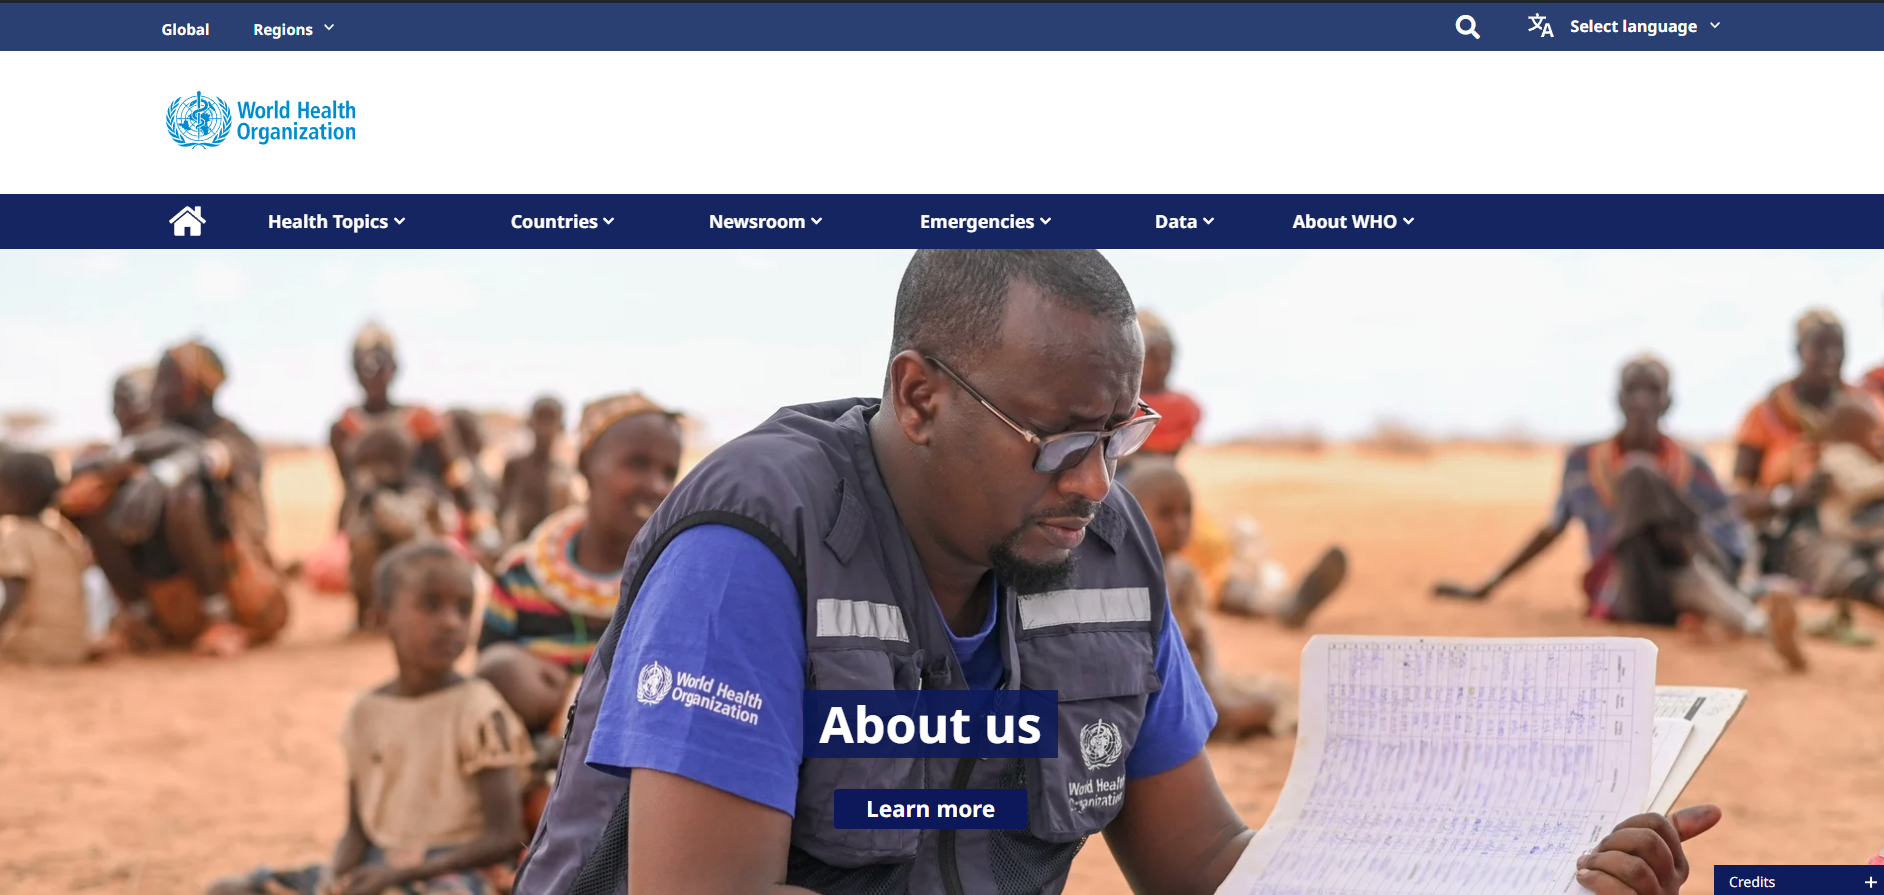 Global
Regions
Select language
World Health
Organization
Health Topics
Countries
Newsroom
Emergencies
Data
About WHO
World Health
Organization
About us
World Health
Organization
Learn more
Credits